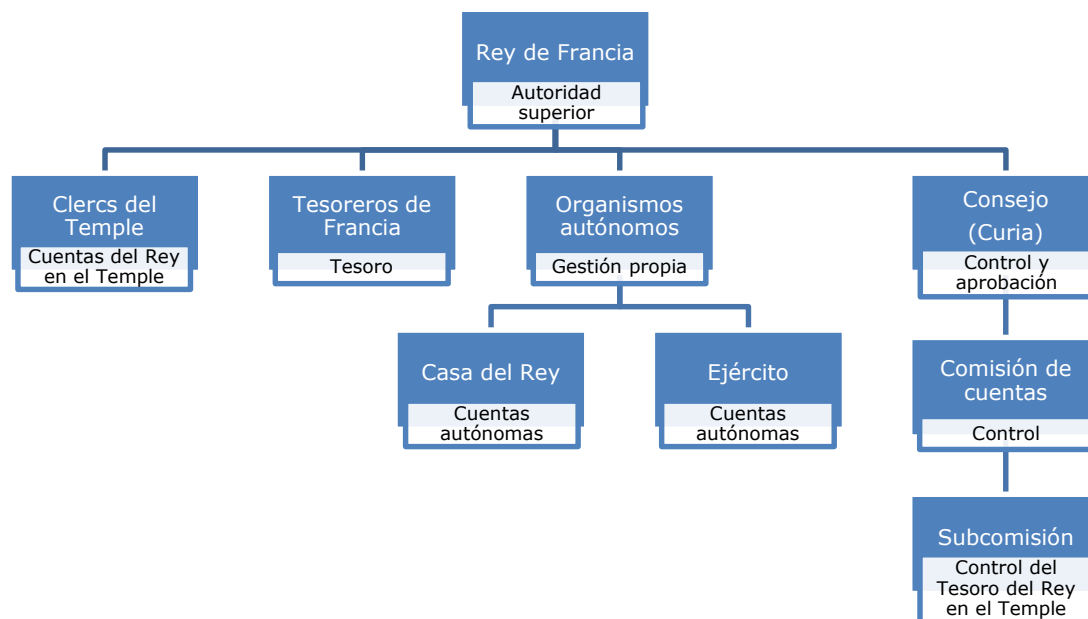 Rey de Francia
Autoridad
superior
Clercs del
Temple
Cuentas del Rey
en el Temple
Tesoreros de
Francia
Tesoro
Organismos
autónomos
Gestión propia
Consejo
(Curia)
Control y
aprobación
Casa del Rey
Cuentas
autónomas
Ejército
Cuentas
autónomas
Comisión de
cuentas
Control
Subcomisión
Control del
Tesoro del Rey
en el Temple